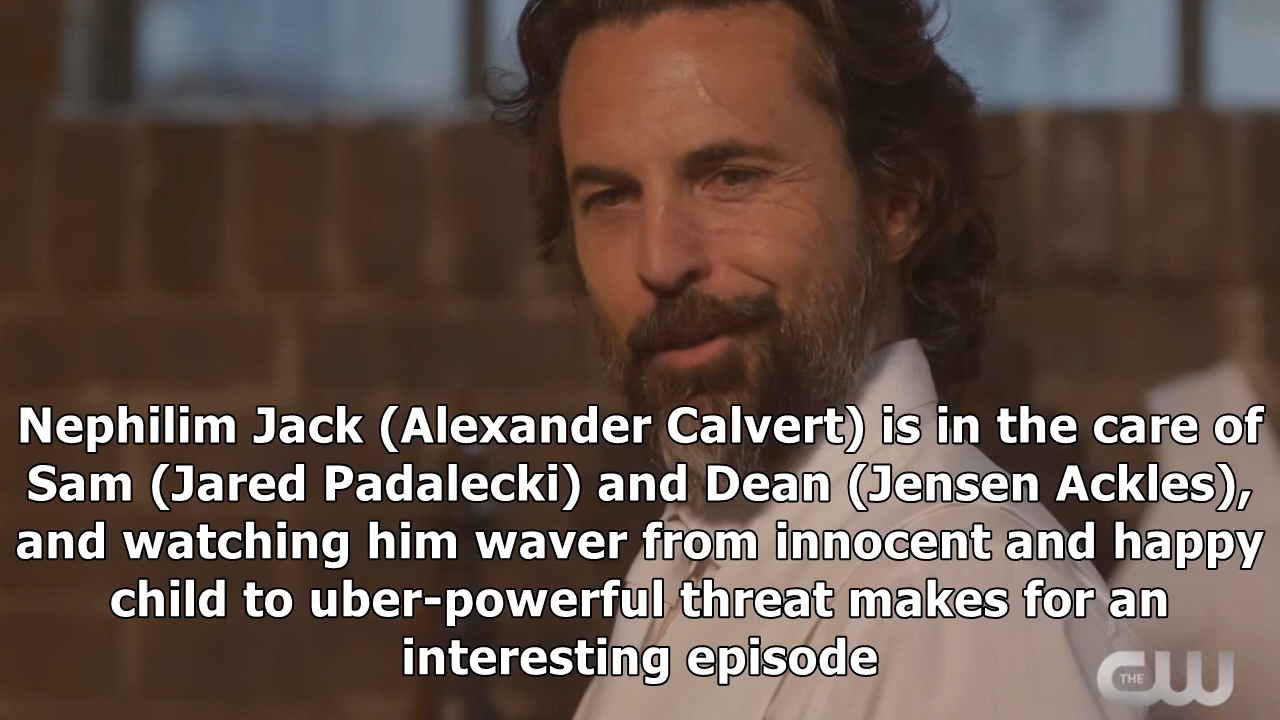 Nephilim Jack (Alexander Calvert) is in the care of
Sam (Jared Padalecki) and Dean (Jensen Ackles),
and watching him waver from innocent and happy
child to uber-powerful threat makes for an
interesting episode
THE CW